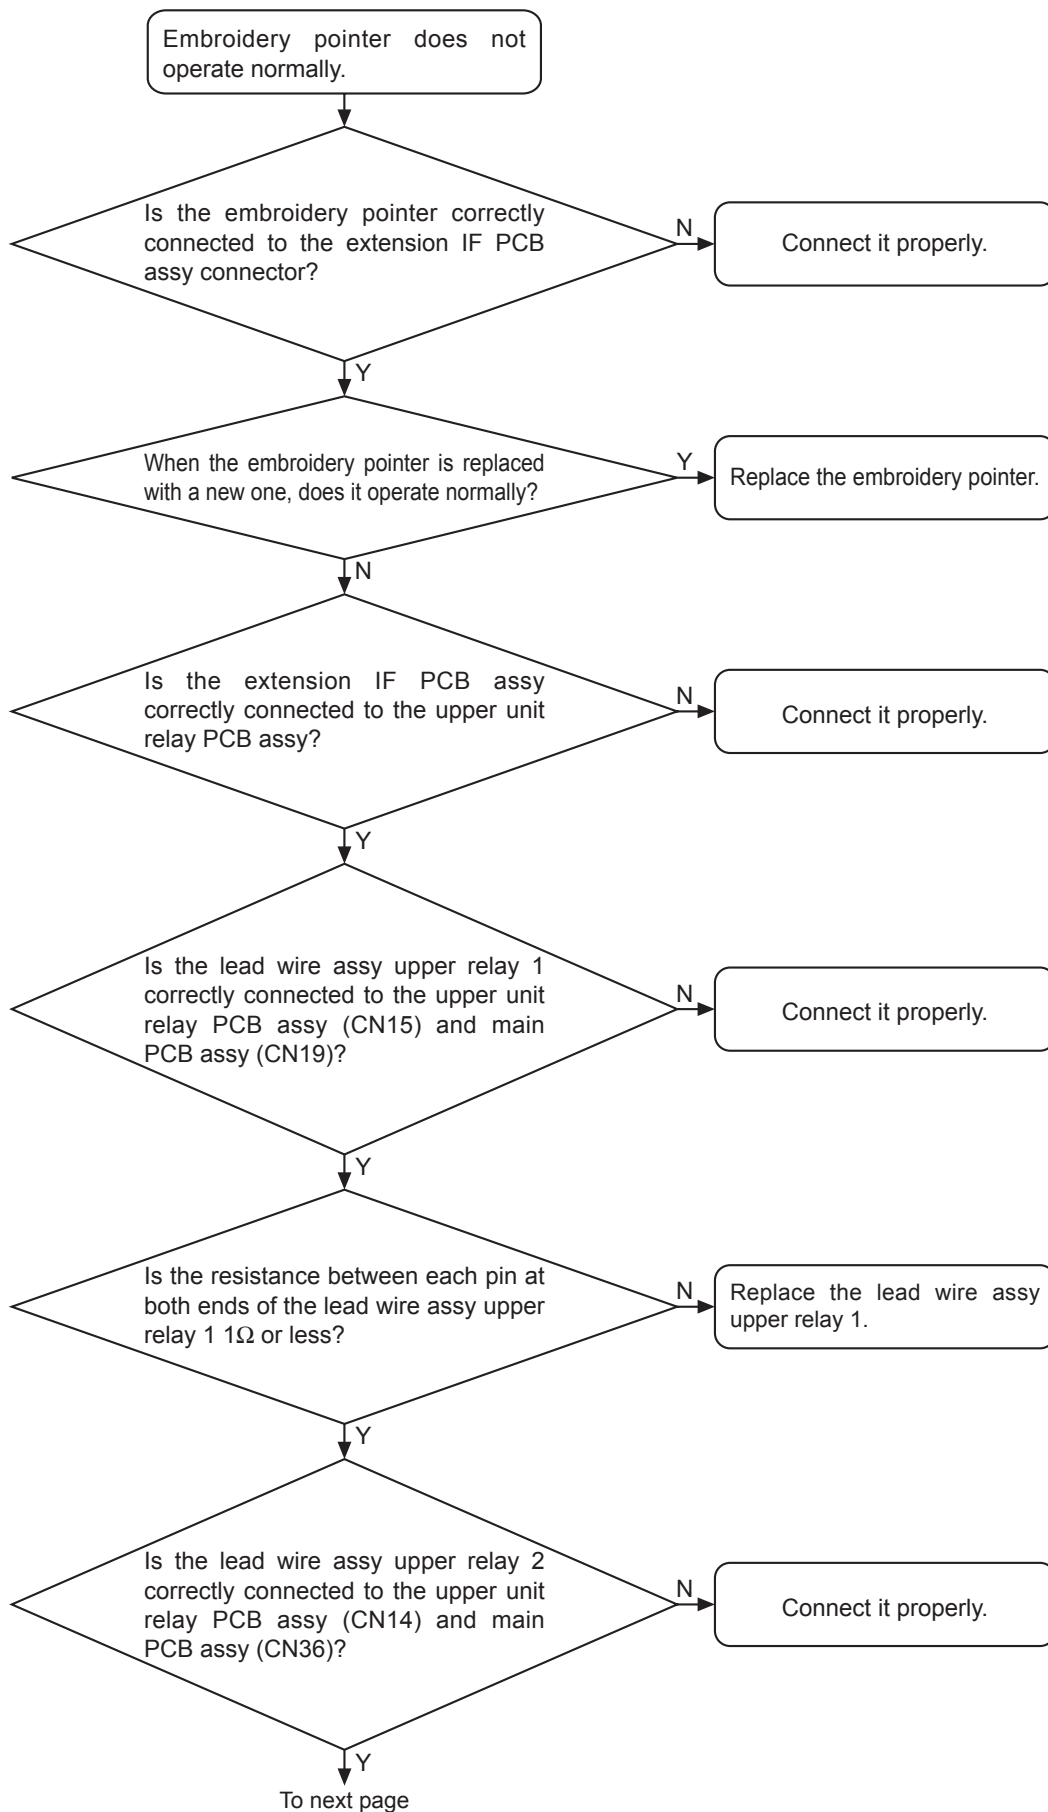 Embroidery pointer does not
operate normally.
Is the embroidery pointer correctly
connected to the extension IF PCB
assy connector?
N
Connect it properly.
Y
When the embroidery pointer is replaced
with a new one, does it operate normally?
Y
Replace the embroidery pointer.
N
Is the extension IF PCB assy
correctly connected to the upper unit
relay PCB assy?
N
Connect it properly.
Y
Is the lead wire assy upper relay 1
correctly connected to the upper unit
relay PCB assy (CN15) and main
PCB assy (CN19)?
N
Connect it properly.
Y
Is the resistance between each pin at
both ends of the lead wire assy upper
relay 1 1Ω or less?
N
Replace the lead wire assy
upper relay 1.
Y
Is the lead wire assy upper relay 2
correctly connected to the upper unit
relay PCB assy (CN14) and main
PCB assy (CN36)?
N
Connect it properly.
Y
To next page